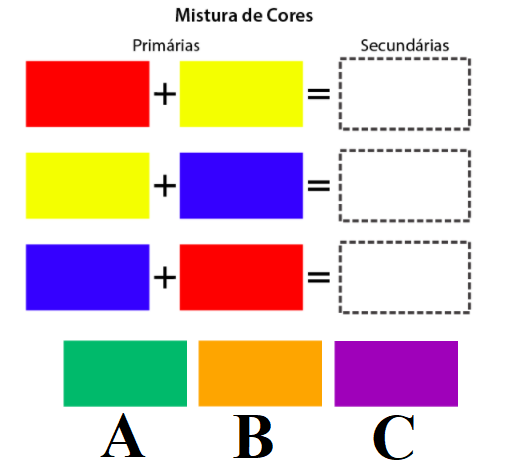 Mistura de Cores
Primárias Secundárias
+ =
+ =
+ =
A B C